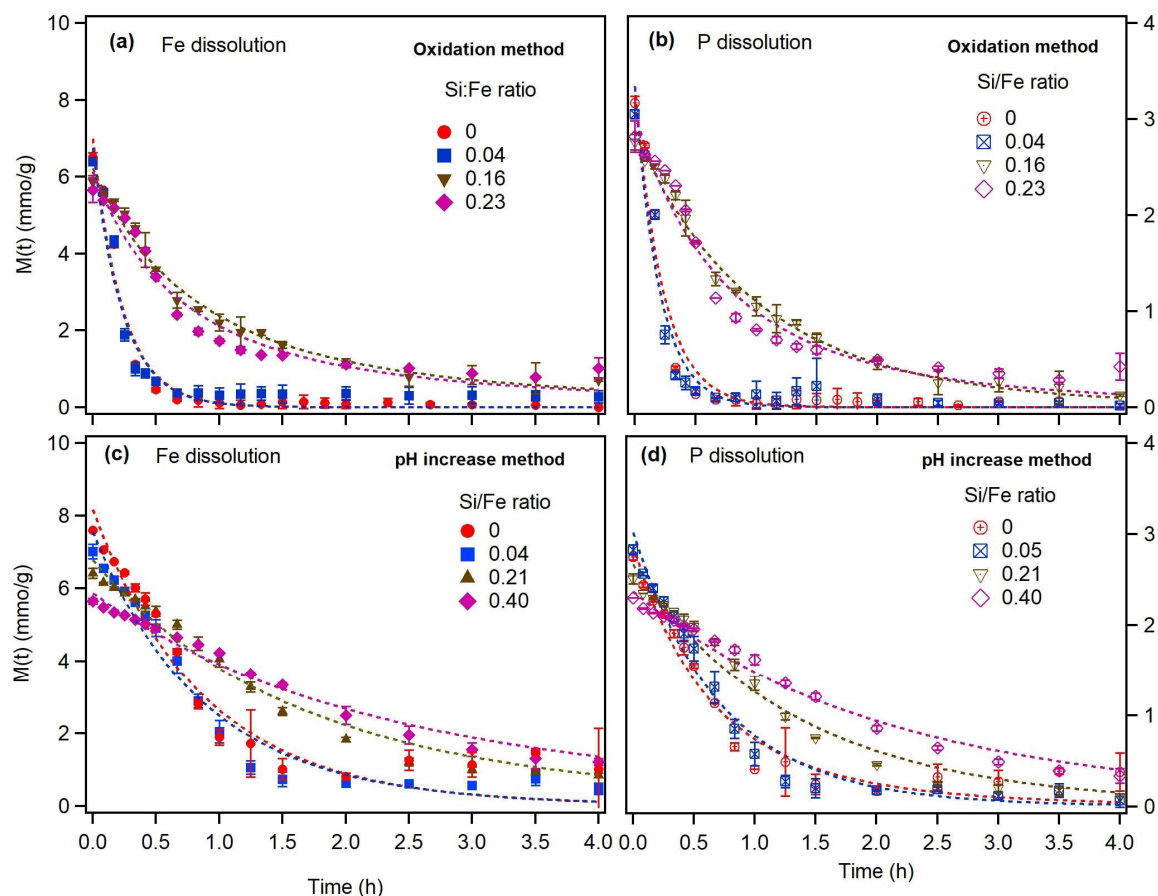 (a) Fe dissolution Oxidation method
Si:Fe ratio
0
0.04
0.16
0.23
10
8
6
4
2
0
M(t) (mmo/g)
(b) P dissolution Oxidation method
Si/Fe ratio
0
0.04
0.16
0.23
4
3
2
1
0
(c) Fe dissolution pH increase method
Si/Fe ratio
0
0.04
0.21
0.40
10
8
6
4
2
0
M(t) (mmo/g)
0.0 0.5 1.0 1.5 2.0 2.5 3.0 3.5 4.0
Time (h)
(d) P dissolution pH increase method
Si/Fe ratio
0
0.05
0.21
0.40
4
3
2
1
0
M(t) (mmo/g)
0.0 0.5 1.0 1.5 2.0 2.5 3.0 3.5 4.0
Time (h)